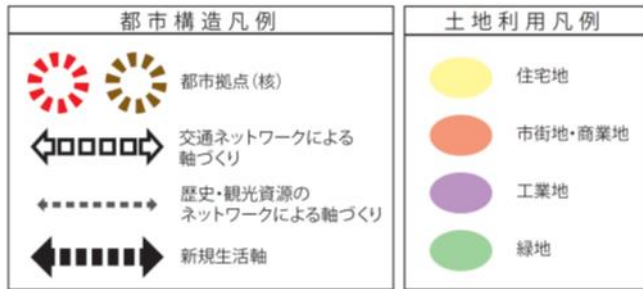 都市構造凡例
都市拠点(核)
交通ネットワークによる
軸づくり
歴史・観光資源の
ネットワークによる軸づくり
新規生活軸
土地利用凡例
住宅地
市街地・商業地
工業地
緑地